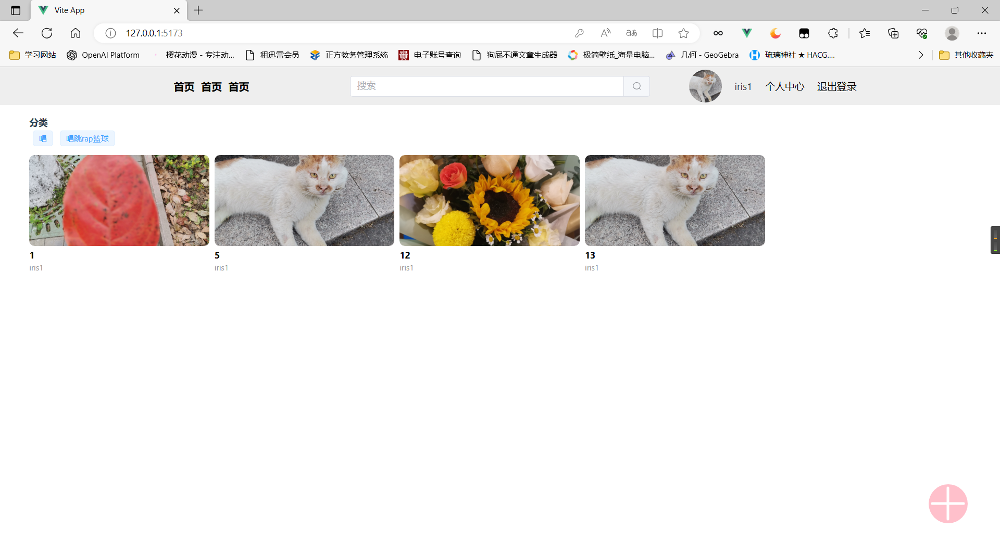 Vite App
127.0.0.1:5173
学习网站 OpenAI Platform 樱花动漫 - 专注动... 租迅雷会员 正方教务管理系统 电子账号查询 狗屁不通文章生成器 极简壁纸_海量电脑... 几何 - GeoGebra 琉璃神社 ★ HACG.... 其他收藏夹
首页 首页 首页 搜索 iris1 个人中心 退出登录
分类
唱 唱跳rap篮球
1 5 12 13
iris1 iris1 iris1 iris1